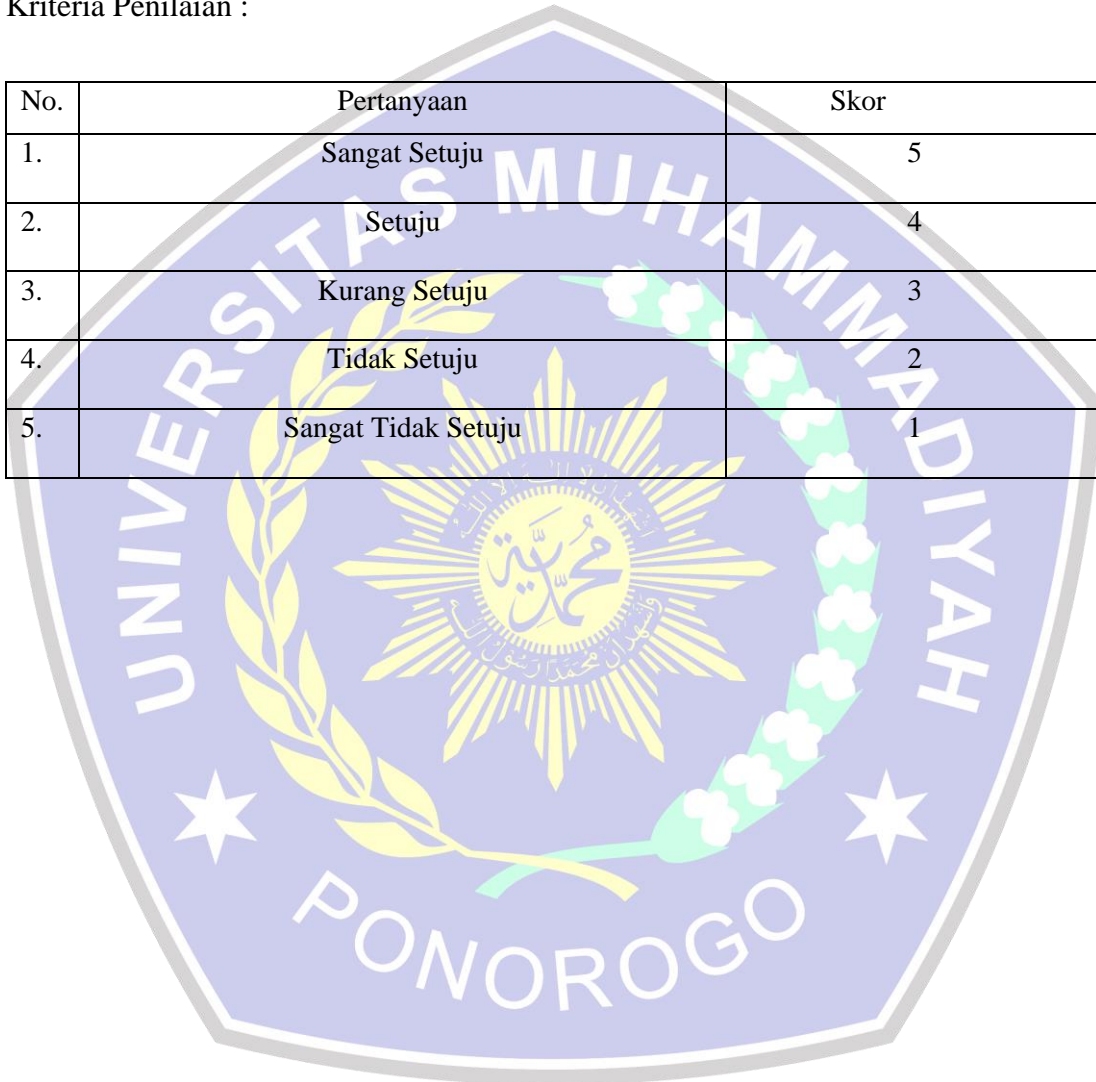 Kriteria Penilaian :
No. Pertanyaan Skor
1. Sangat Setuju 5
2. Setuju 4
3. Kurang Setuju 3
4. Tidak Setuju 2
5. Sangat Tidak Setuju 1
UNIVERSITAS MUHAMMADIYAH
PONOROGO
محمدية